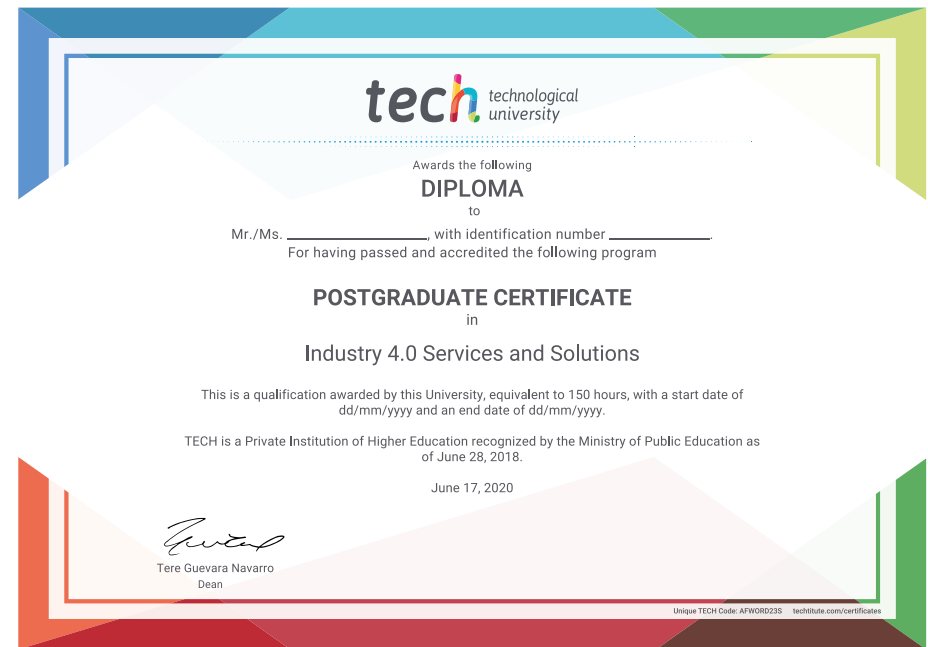 tech technological
university
Awards the following
DIPLOMA
to
Mr./Ms. ____________________, with identification number ______________.
For having passed and accredited the following program
POSTGRADUATE CERTIFICATE
in
Industry 4.0 Services and Solutions
This is a qualification awarded by this University, equivalent to 150 hours, with a start date of
dd/mm/yyyy and an end date of dd/mm/yyyy.
TECH is a Private Institution of Higher Education recognized by the Ministry of Public Education as
of June 28, 2018.
June 17, 2020
Tere Guevara Navarro
Dean
Unique TECH Code: AFWORD23S techtitute.com/certificates